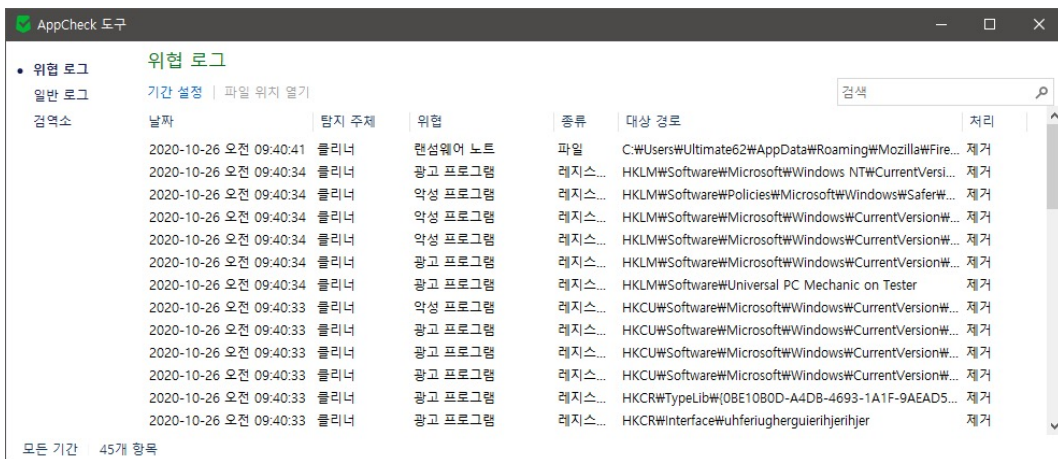 AppCheck 도구
위협 로그
일반 로그
검역소
위협 로그
기간 설정 | 파일 위치 열기
검색
날짜 탐지 주체 위협 종류 대상 경로 처리
2020-10-26 오전 09:40:41 클리너 랜섬웨어 노트 파일 C:₩Users₩Ultimate62₩AppData₩Roaming₩Mozilla₩Fire... 제거
2020-10-26 오전 09:40:34 클리너 광고 프로그램 레지스... HKLM₩Software₩Microsoft₩Windows NT₩CurrentVersi... 제거
2020-10-26 오전 09:40:34 클리너 악성 프로그램 레지스... HKLM₩Software₩Policies₩Microsoft₩Windows₩Safer₩... 제거
2020-10-26 오전 09:40:34 클리너 악성 프로그램 레지스... HKLM₩Software₩Microsoft₩Windows₩CurrentVersion₩... 제거
2020-10-26 오전 09:40:34 클리너 악성 프로그램 레지스... HKLM₩Software₩Microsoft₩Windows₩CurrentVersion₩... 제거
2020-10-26 오전 09:40:34 클리너 광고 프로그램 레지스... HKLM₩Software₩Microsoft₩Windows₩CurrentVersion₩... 제거
2020-10-26 오전 09:40:34 클리너 광고 프로그램 레지스... HKLM₩Software₩Universal PC Mechanic on Tester 제거
2020-10-26 오전 09:40:33 클리너 악성 프로그램 레지스... HKCU₩Software₩Microsoft₩Windows₩CurrentVersion₩... 제거
2020-10-26 오전 09:40:33 클리너 광고 프로그램 레지스... HKCU₩Software₩Microsoft₩Windows₩CurrentVersion₩... 제거
2020-10-26 오전 09:40:33 클리너 광고 프로그램 레지스... HKCU₩Software₩Microsoft₩Windows₩CurrentVersion₩... 제거
2020-10-26 오전 09:40:33 클리너 광고 프로그램 레지스... HKCU₩Software₩Microsoft₩Windows₩CurrentVersion₩... 제거
2020-10-26 오전 09:40:33 클리너 광고 프로그램 레지스... HKCR₩TypeLib₩{0BE10B0D-A4DB-4693-1A1F-9AEAD5... 제거
2020-10-26 오전 09:40:33 클리너 광고 프로그램 레지스... HKCR₩Interface₩uhferiugherguierihjerihjer 제거
모든 기간 45개 항목